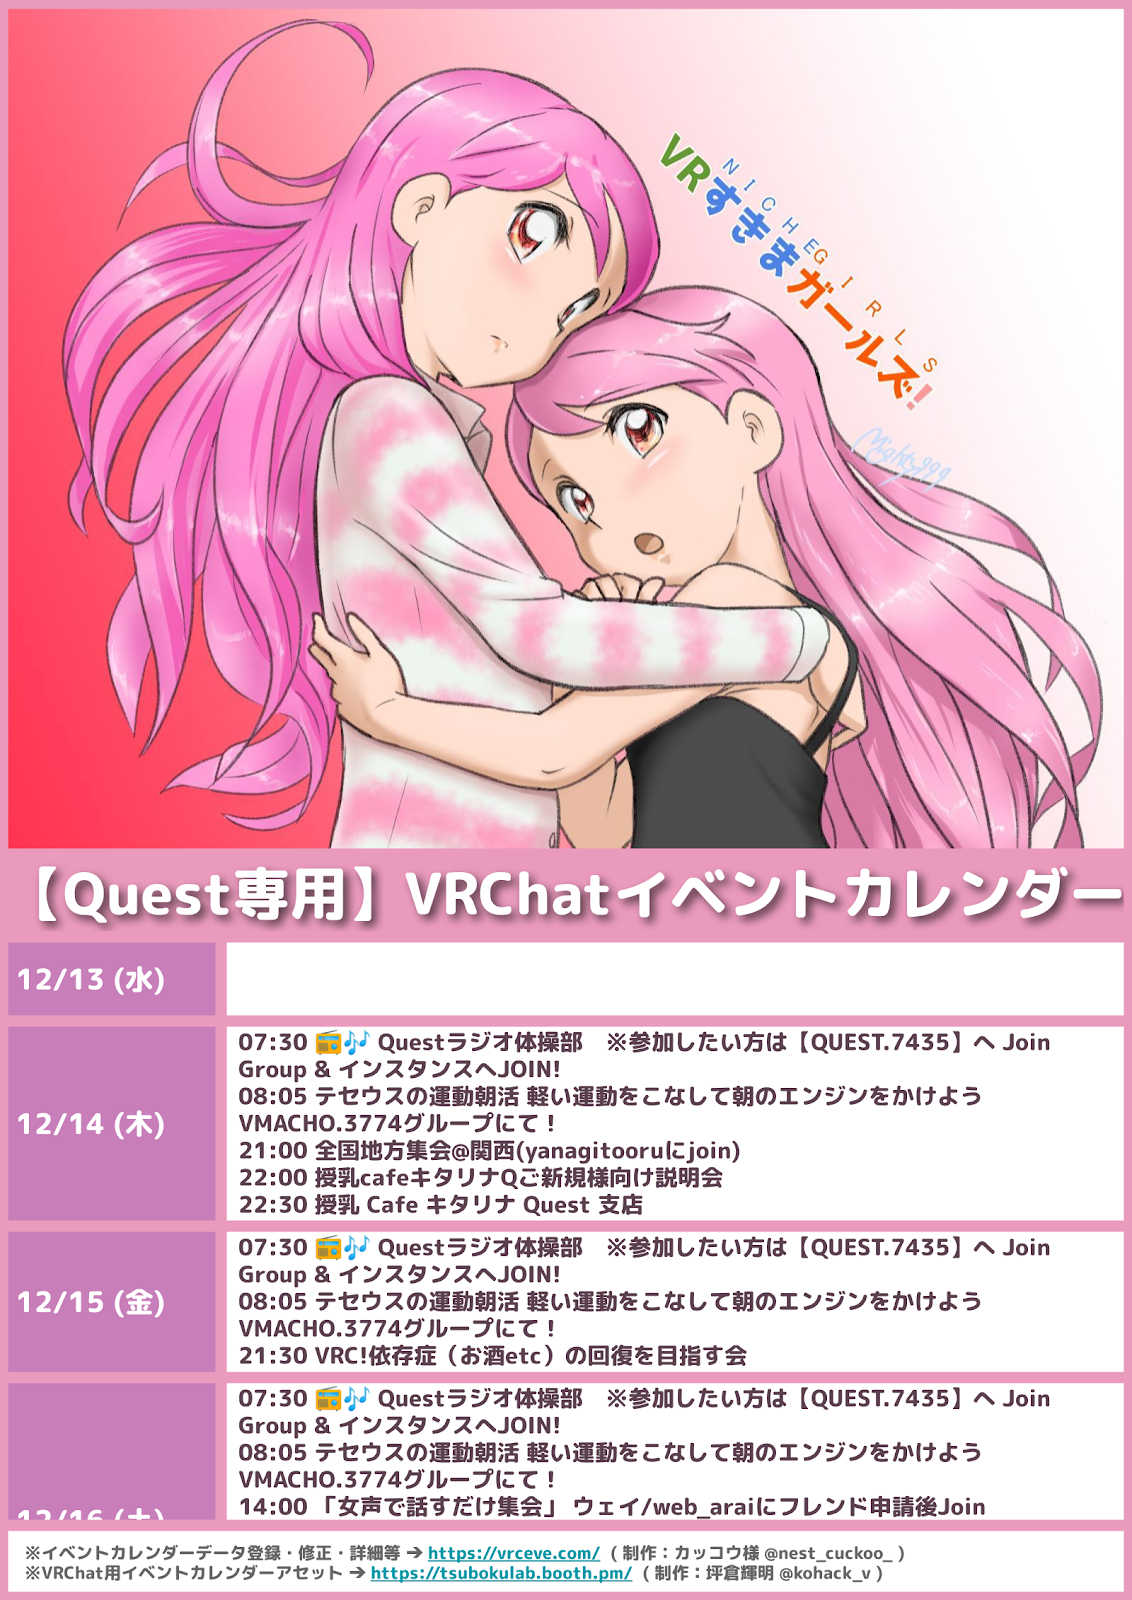 NICHE GIRLS
VRすきまガールズ!
Mighty999
【Quest専用】VRChatイベントカレンダー
12/13 (水)
12/14 (木)
07:30 📻🎶 Questラジオ体操部　※参加したい方は【QUEST.7435】へ Join
Group & インスタンスへJOIN!
08:05 テセウスの運動朝活 軽い運動をこなして朝のエンジンをかけよう
VMACHO.3774グループにて！
21:00 全国地方集会@関西(yanagitooruにjoin)
22:00 授乳cafeキタリナQご新規様向け説明会
22:30 授乳 Cafe キタリナ Quest 支店
12/15 (金)
07:30 📻🎶 Questラジオ体操部　※参加したい方は【QUEST.7435】へ Join
Group & インスタンスへJOIN!
08:05 テセウスの運動朝活 軽い運動をこなして朝のエンジンをかけよう
VMACHO.3774グループにて！
21:30 VRC!依存症（お酒etc）の回復を目指す会
12/16 (土)
07:30 📻🎶 Questラジオ体操部　※参加したい方は【QUEST.7435】へ Join
Group & インスタンスへJOIN!
08:05 テセウスの運動朝活 軽い運動をこなして朝のエンジンをかけよう
VMACHO.3774グループにて！
14:00 「女声で話すだけ集会」 ウェイ/web_araiにフレンド申請後Join
※イベントカレンダーデータ登録・修正・詳細等 ➔ https://vrceve.com/ （ 制作：カッコウ様 @nest_cuckoo_ ）
※VRChat用イベントカレンダーアセット ➔ https://tsubokulab.booth.pm/ （ 制作：坪倉輝明 @kohack_v ）